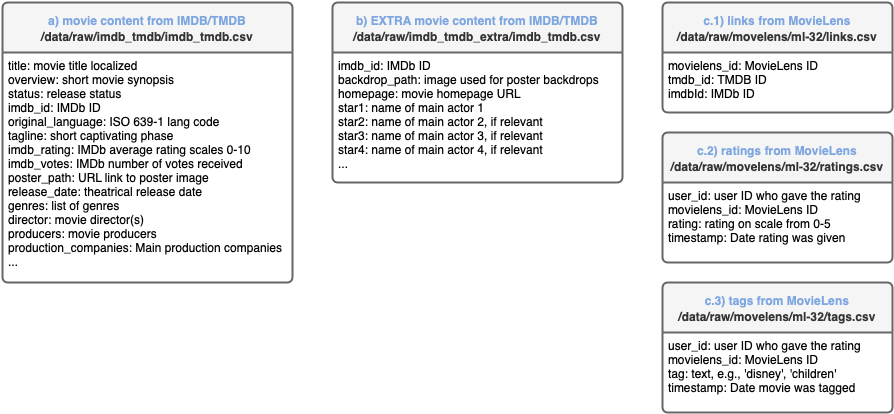 a) movie content from IMDB/TMDB
/data/raw/imdb_tmdb/imdb_tmdb.csv
title: movie title localized
overview: short movie synopsis
status: release status
imdb_id: IMDb ID
original_language: ISO 639-1 lang code
tagline: short captivating phase
imdb_rating: IMDb average rating scales 0-10
imdb_votes: IMDb number of votes received
poster_path: URL link to poster image
release_date: theatrical release date
genres: list of genres
director: movie director(s)
producers: movie producers
production_companies: Main production companies
...
b) EXTRA movie content from IMDB/TMDB
/data/raw/imdb_tmdb_extra/imdb_tmdb.csv
imdb_id: IMDb ID
backdrop_path: image used for poster backdrops
homepage: movie homepage URL
star1: name of main actor 1
star2: name of main actor 2, if relevant
star3: name of main actor 3, if relevant
star4: name of main actor 4, if relevant
...
c.1) links from MovieLens
/data/raw/movelens/ml-32/links.csv
movielens_id: MovieLens ID
tmdb_id: TMDB ID
imdbId: IMDb ID
c.2) ratings from MovieLens
/data/raw/movelens/ml-32/ratings.csv
user_id: user ID who gave the rating
movielens_id: MovieLens ID
rating: rating on scale from 0-5
timestamp: Date rating was given
c.3) tags from MovieLens
/data/raw/movelens/ml-32/tags.csv
user_id: user ID who gave the rating
movielens_id: MovieLens ID
tag: text, e.g., 'disney', 'children'
timestamp: Date movie was tagged